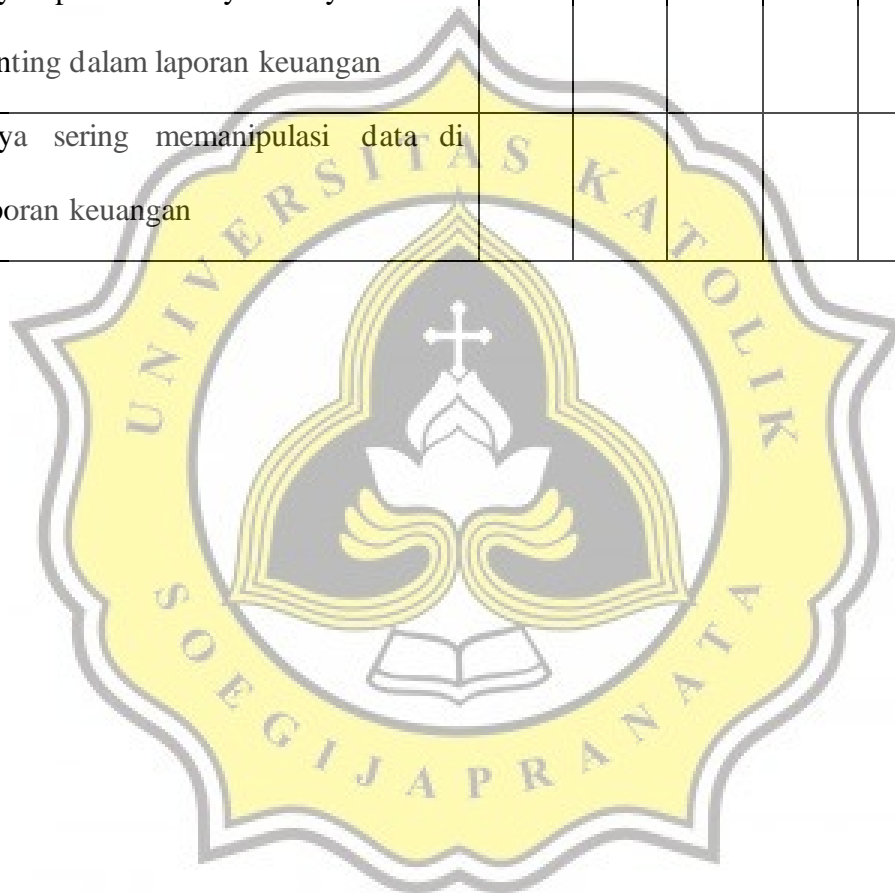 nting dalam laporan keuangan
ya sering memanipulasi data di
poran keuangan
UNIVERSITAS KATOLIK
SOEGIJAPRANATA